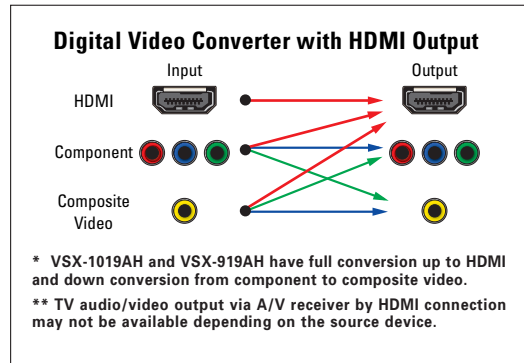 Digital Video Converter with HDMI Output
Input Output
HDMI
Component
Composite
Video
* VSX-1019AH and VSX-919AH have full conversion up to HDMI
and down conversion from component to composite video.
** TV audio/video output via A/V receiver by HDMI connection
may not be available depending on the source device.